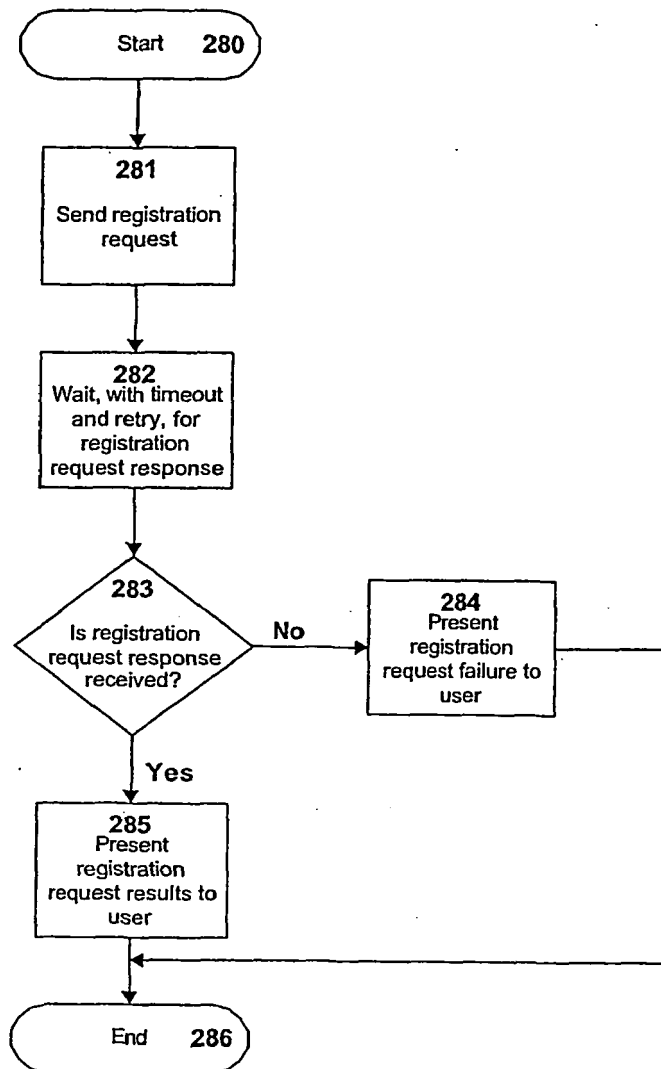 Start 280
281
Send registration
request
282
Wait, with timeout
and retry, for
registration
request response
283
Is registration
request response
received?
No
284
Present
registration
request failure to
user
Yes
285
Present
registration
request results to
user
End 286